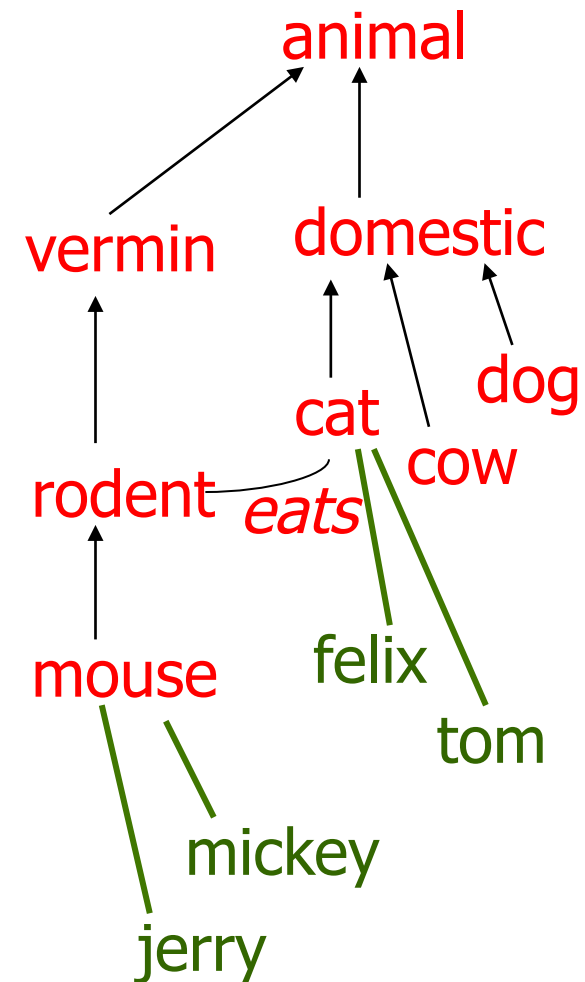 animal
vermin
domestic
dog
cat
cow
rodent
eats
mouse
felix
tom
mickey
jerry